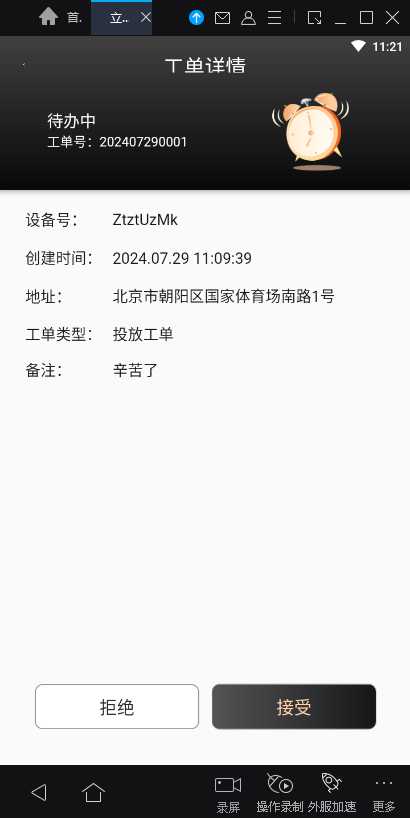 首.
立..
11:21
工单详情
待办中
工单号：202407290001
设备号： ZtztUzMk
创建时间： 2024.07.29 11:09:39
地址： 北京市朝阳区国家体育场南路1号
工单类型： 投放工单
备注： 辛苦了
拒绝 接受
录屏 操作录制 外服加速 更多